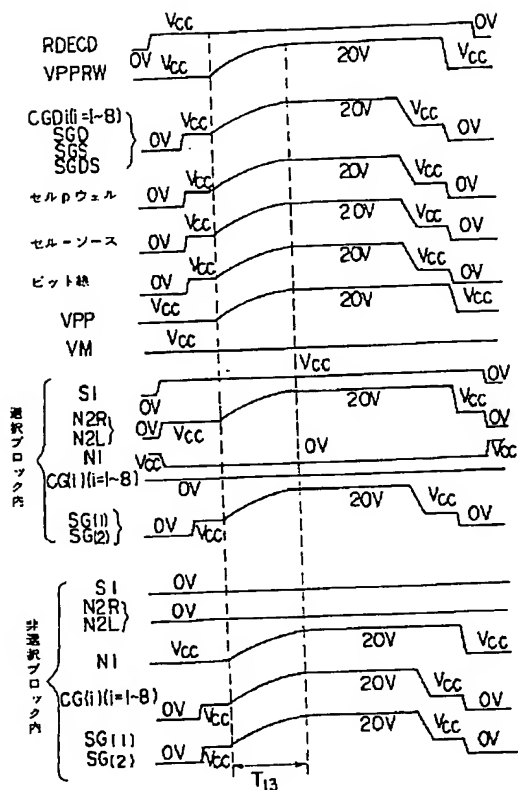 RDECD 0V VCC 0V
VPPRW VCC 20V VCC
CGDi(i=1~8)
SGD
SGS
SGDS
0V VCC 20V VCC 0V
セルpウェル 0V VCC 20V VCC 0V
セル-ソース 0V VCC 20V VCC 0V
ビット線 0V VCC 20V VCC 0V
VPP VCC 20V VCC
VM VCC
選択ブロック内
S1 0V VCC 0V
N2R
N2L
0V VCC 20V VCC 0V
N1 VCC 0V VCC
CG(i)(i=1~8) 0V
SG(1)
SG(2)
0V VCC 20V VCC 0V
非選択ブロック内
S1 0V
N2R
N2L
0V
N1 VCC 20V VCC
CG(i)(i=1~8) 0V VCC 20V VCC 0V
SG(1)
SG(2)
0V VCC 20V VCC 0V
T13